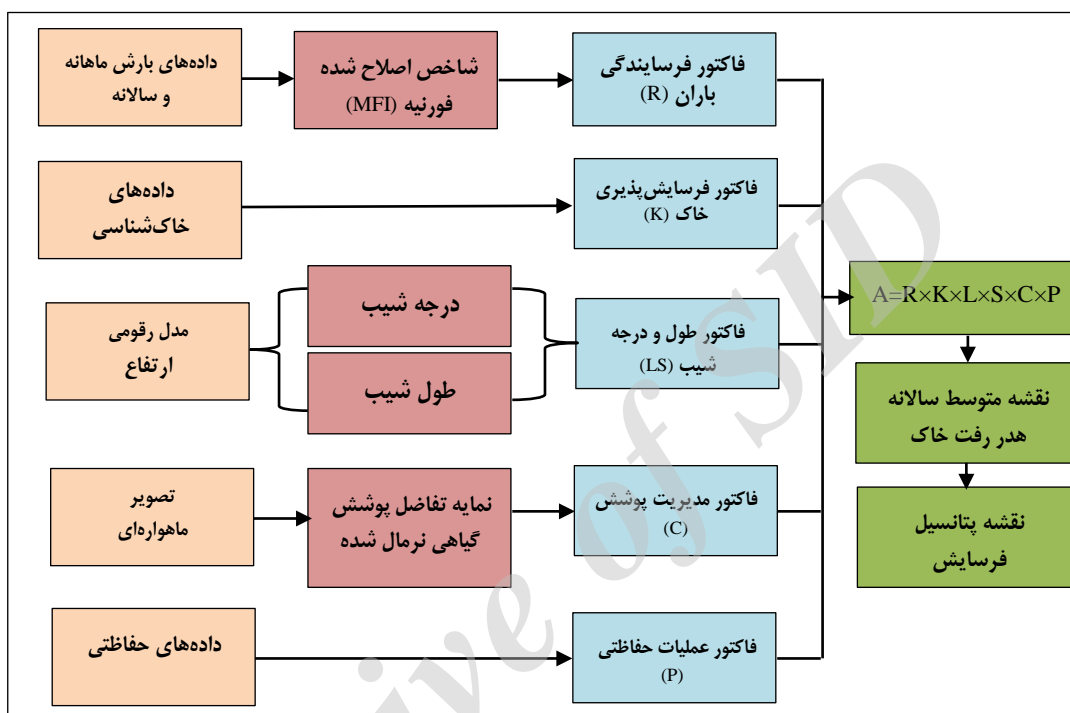 داده‌های بارش ماهانه
و سالانه
شاخص اصلاح شده
فورنیه (MFI)
فاکتور فرسایندگی
باران (R)
داده‌های
خاک‌شناسی
فاکتور فرسایش‌پذیری
خاک (K)
مدل رقومی
ارتفاع
درجه شیب
طول شیب
فاکتور طول و درجه
شیب (LS)
تصویر
ماهواره‌ای
نمایه تفاضل پوشش
گیاهی نرمال شده
فاکتور مدیریت پوشش
(C)
داده‌های حفاظتی
فاکتور عملیات حفاظتی
(P)
A=R×K×L×S×C×P
نقشه متوسط سالانه
هدر رفت خاک
نقشه پتانسیل
فرسایش
ive of SID